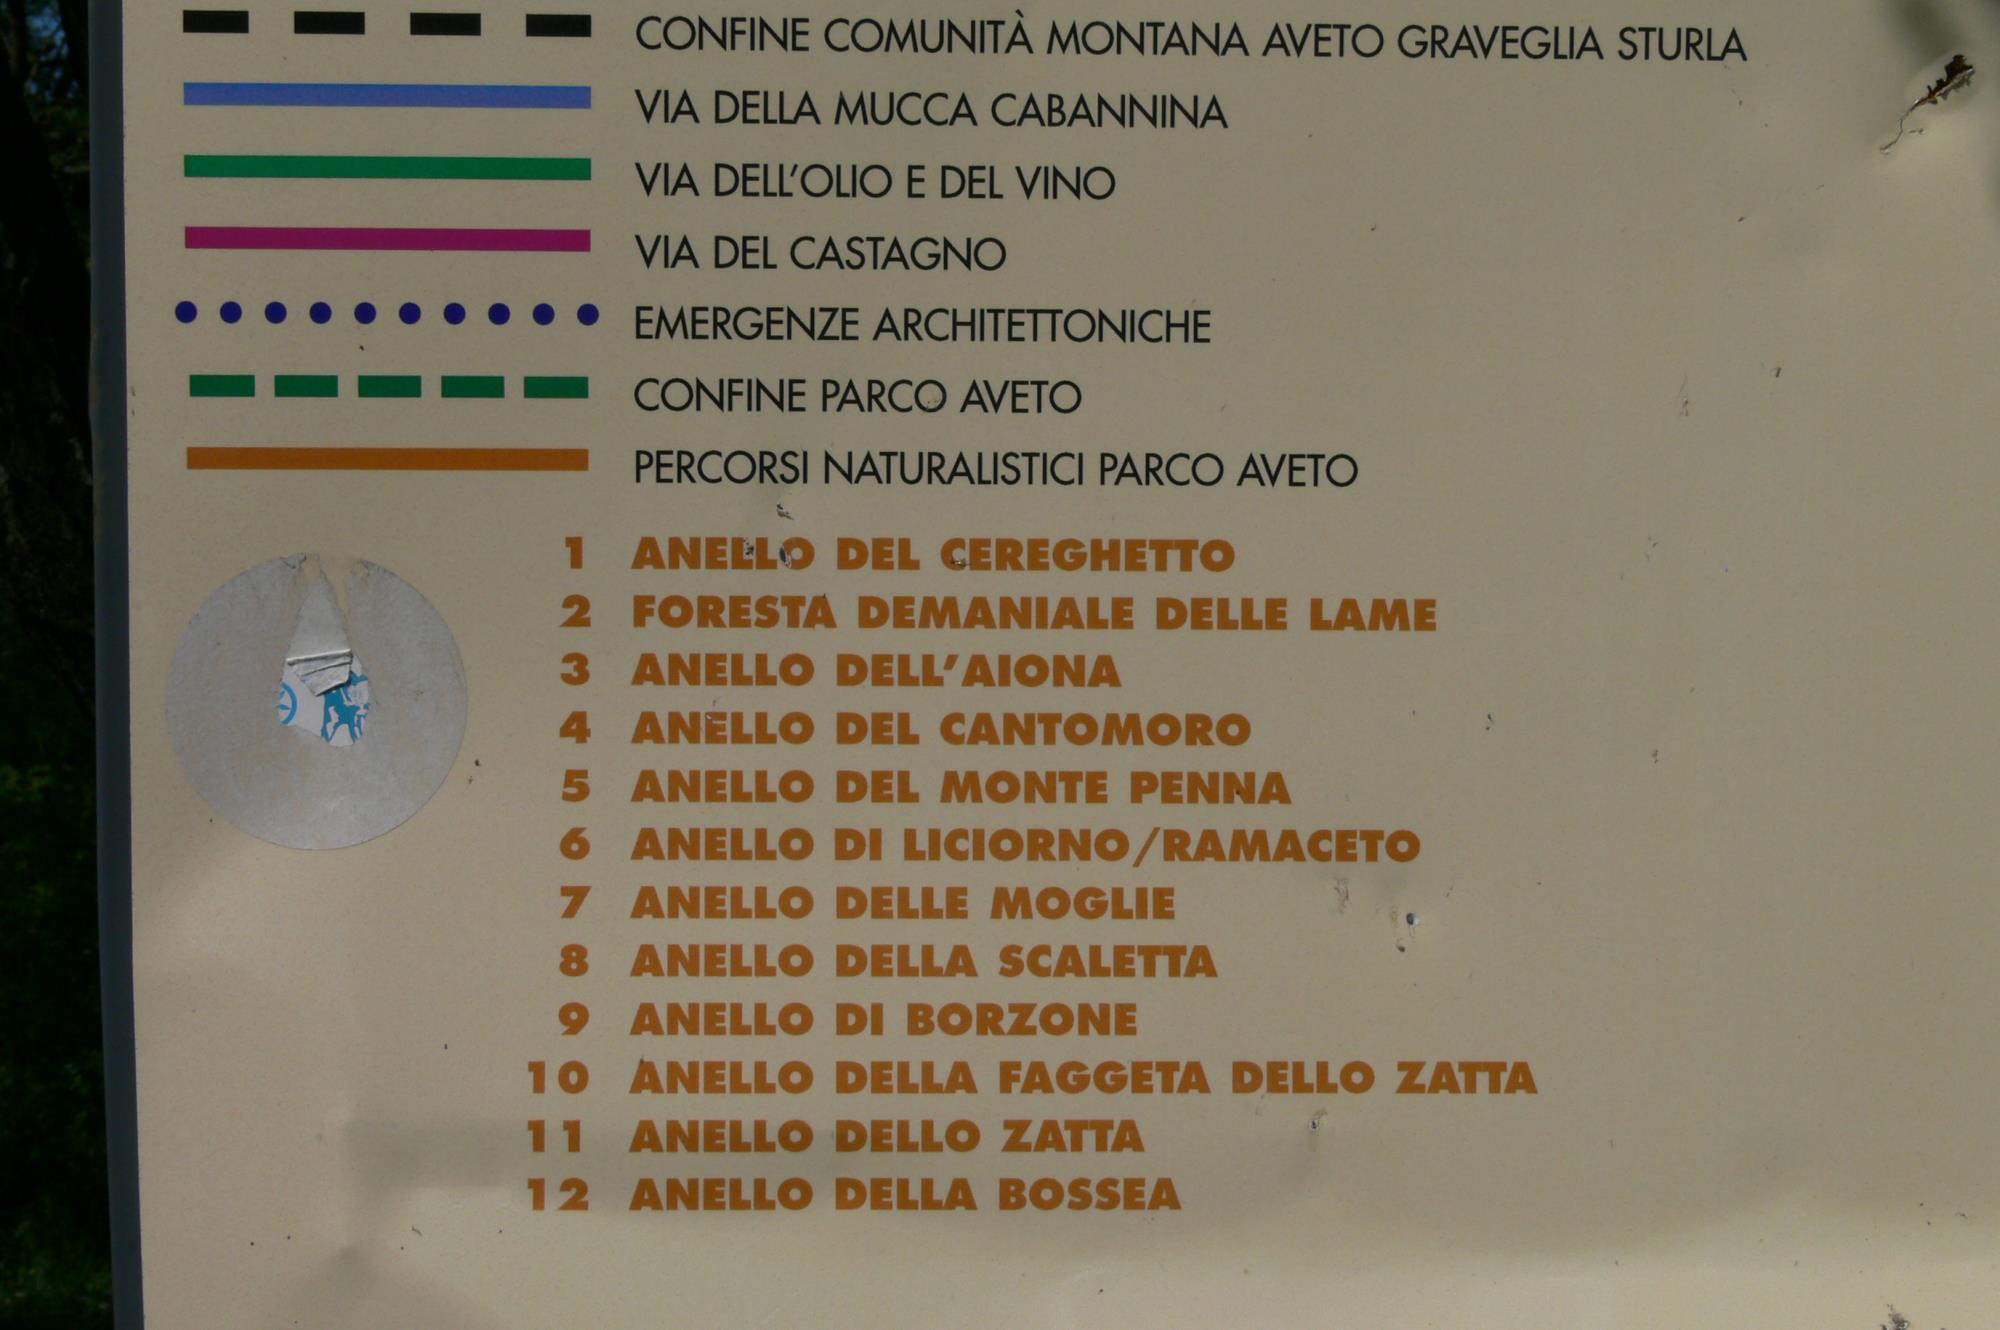 CONFINE COMUNITÀ MONTANA AVETO GRAVEGLIA STURLA
VIA DELLA MUCCA CABANNINA
VIA DELL'OLIO E DEL VINO
VIA DEL CASTAGNO
EMERGENZE ARCHITETTONICHE
CONFINE PARCO AVETO
PERCORSI NATURALISTICI PARCO AVETO
1 ANELLO DEL CEREGHETTO
2 FORESTA DEMANIALE DELLE LAME
3 ANELLO DELL'AIONA
4 ANELLO DEL CANTOMORO
5 ANELLO DEL MONTE PENNA
6 ANELLO DI LICIORNO/RAMACETO
7 ANELLO DELLE MOGLIE
8 ANELLO DELLA SCALETTA
9 ANELLO DI BORZONE
10 ANELLO DELLA FAGGETA DELLO ZATTA
11 ANELLO DELLO ZATTA
12 ANELLO DELLA BOSSEA